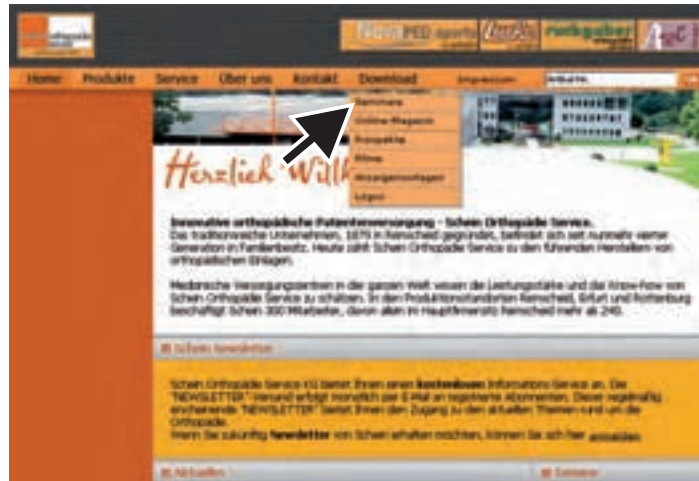 Home Produkte Service Über uns Kontakt Download Impressum
Seminare
Online-Magazin
Prospekte
Filme
Anzeigenvorlagen
Logos
Herzlich Will
Innovative orthopädische Patientenversorgung - Schein Orthopädie Service.
Das traditionsreiche Unternehmen, 1875 in Remscheid gegründet, befindet sich seit nunmehr vierter
Generation in Familienbesitz. Heute zählt Schein Orthopädie Service zu den führenden Herstellern von
orthopädischen Einlagen.
Medizinische Versorgungszentren in der ganzen Welt wissen die Leistungsstärke und das Know-how von
Schein Orthopädie Service zu schätzen. In den Produktionsstandorten Remscheid, Erfurt und Rottenburg
beschäftigt Schein 300 Mitarbeiter, davon allein im Hauptfirmensitz Remscheid mehr als 240.
Schein Newsletter
Schein Orthopädie Service KG bietet Ihnen einen kostenlosen Informations-Service an. Die
"NEWSLETTER" Versand erfolgt monatlich per E-Mail an registrierte Abonnenten. Dieser regelmäßig
erscheinende "NEWSLETTER" bietet Ihnen den Zugang zu den aktuellen Themen rund um die
Orthopädie.
Wenn Sie zukünftig Newsletter von Schein erhalten möchten, können Sie sich hier anmelden
Aktuelles